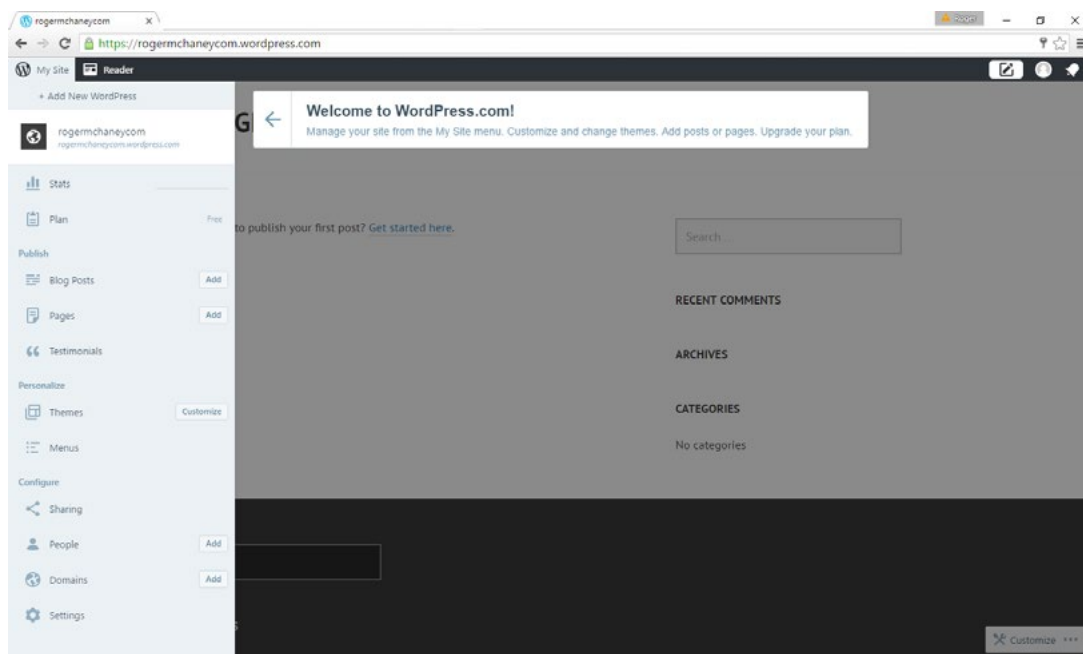 rogermchaneycom
https://rogermchaneycom.wordpress.com
My Site Reader
+ Add New WordPress
rogermchaneycom
rogermchaneycom.wordpress.com
Welcome to WordPress.com!
Manage your site from the My Site menu. Customize and change themes. Add posts or pages. Upgrade your plan.
Stats
Plan Free
to publish your first post? Get started here.
Search ...
Publish
Blog Posts Add
Pages Add
RECENT COMMENTS
Testimonials
ARCHIVES
Personalize
Themes Customize
CATEGORIES
Menus
No categories
Configure
Sharing
People Add
Domains Add
Settings
Customize